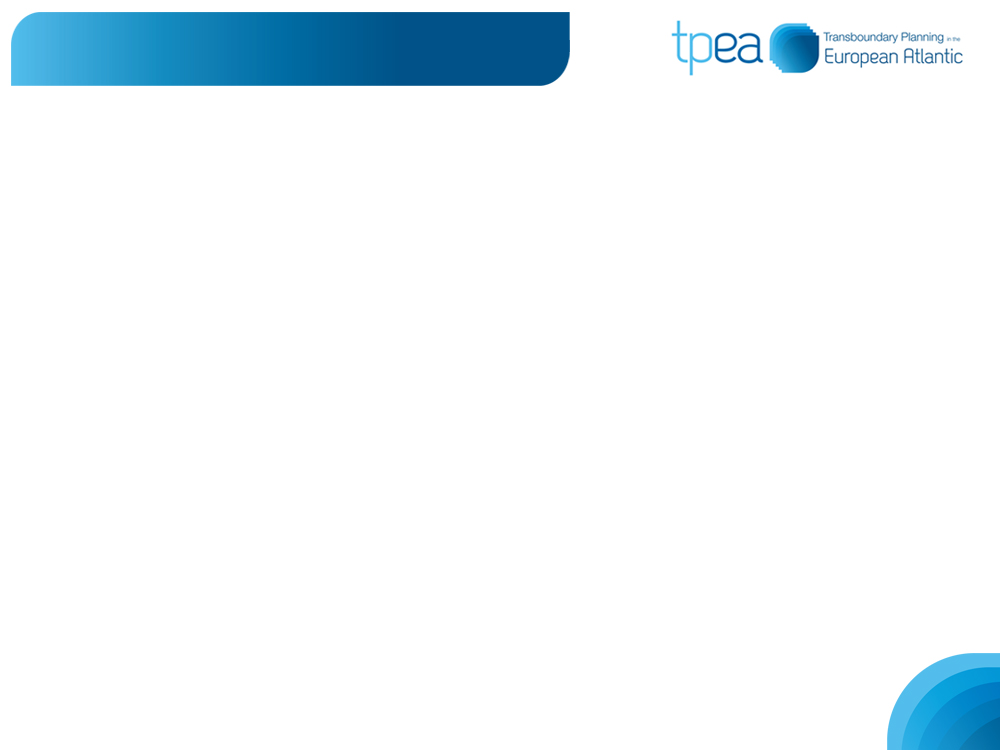 tpea
Transboundary Planning in the
European Atlantic